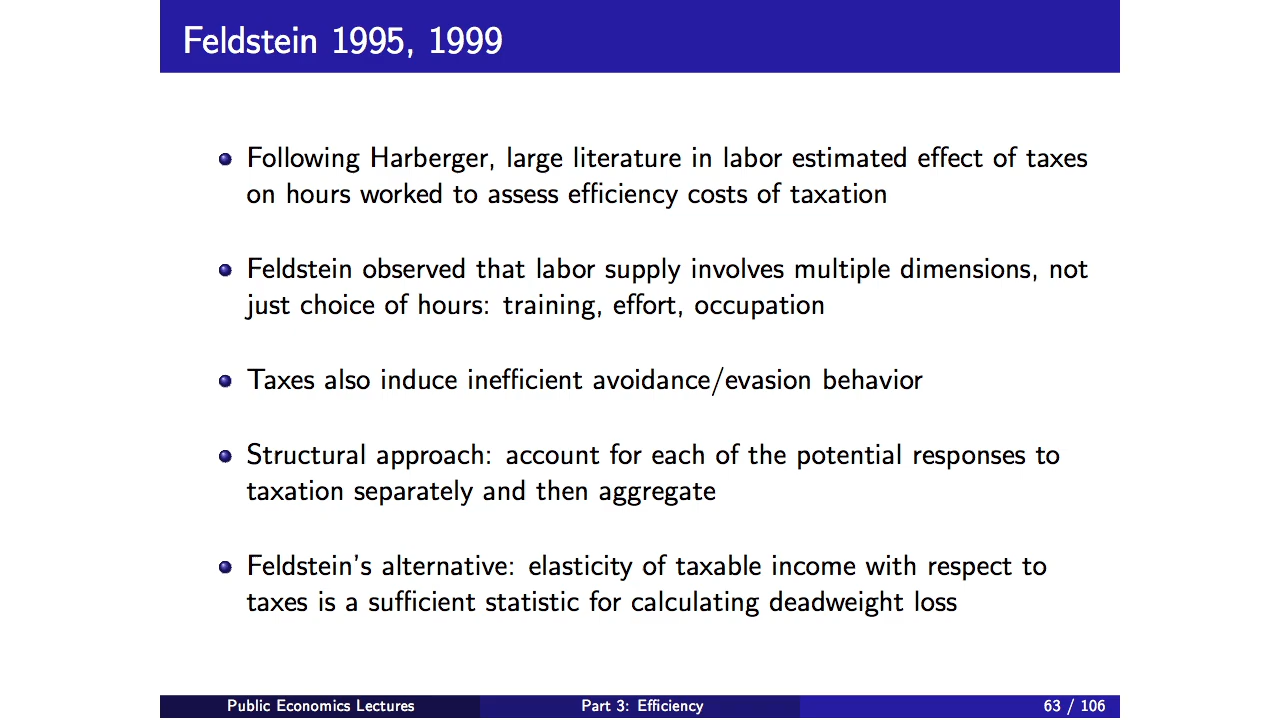 Feldstein 1995, 1999
Following Harberger, large literature in labor estimated effect of taxes
on hours worked to assess efficiency costs of taxation
Feldstein observed that labor supply involves multiple dimensions, not
just choice of hours: training, effort, occupation
Taxes also induce inefficient avoidance/evasion behavior
Structural approach: account for each of the potential responses to
taxation separately and then aggregate
Feldstein's alternative: elasticity of taxable income with respect to
taxes is a sufficient statistic for calculating deadweight loss
Public Economics Lectures Part 3: Efficiency 63 / 106